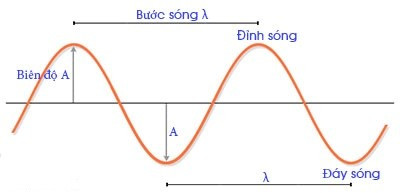 Bước sóng λ
Đỉnh sóng
Biên độ A
A
λ
Đáy sóng